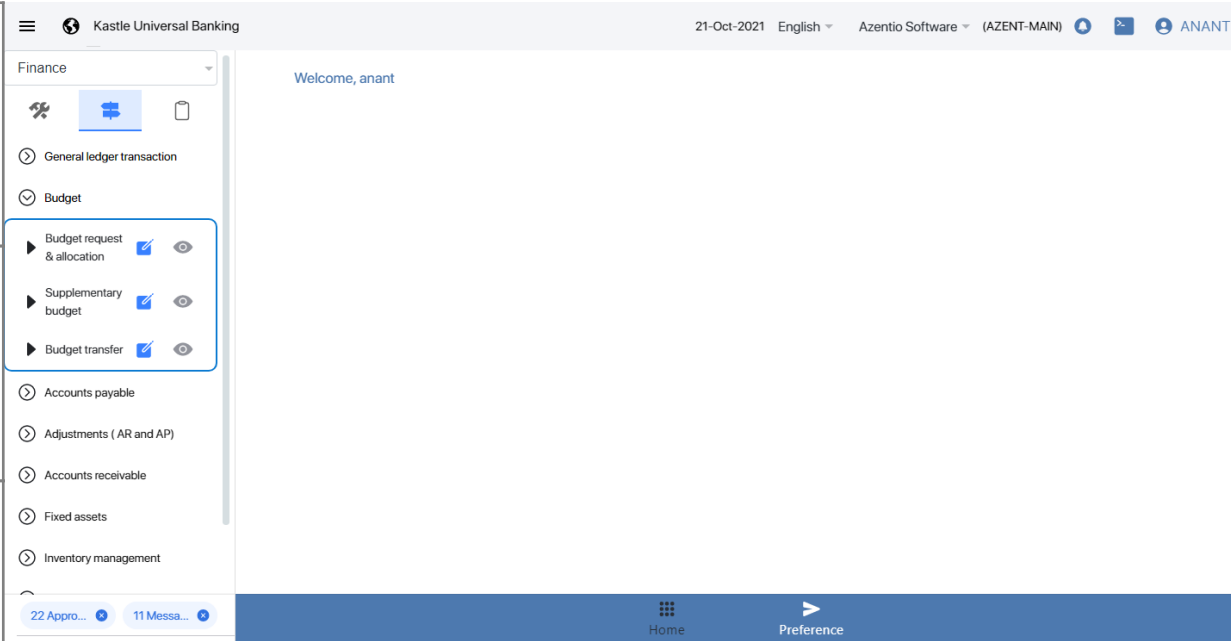 Kastle Universal Banking
21-Oct-2021 English Azentio Software (AZENT-MAIN) ANANT
Finance
Welcome, anant
General ledger transaction
Budget
Budget request
& allocation
Supplementary
budget
Budget transfer
Accounts payable
Adjustments ( AR and AP)
Accounts receivable
Fixed assets
Inventory management
22 Appro... 11 Messa...
Home
Preference